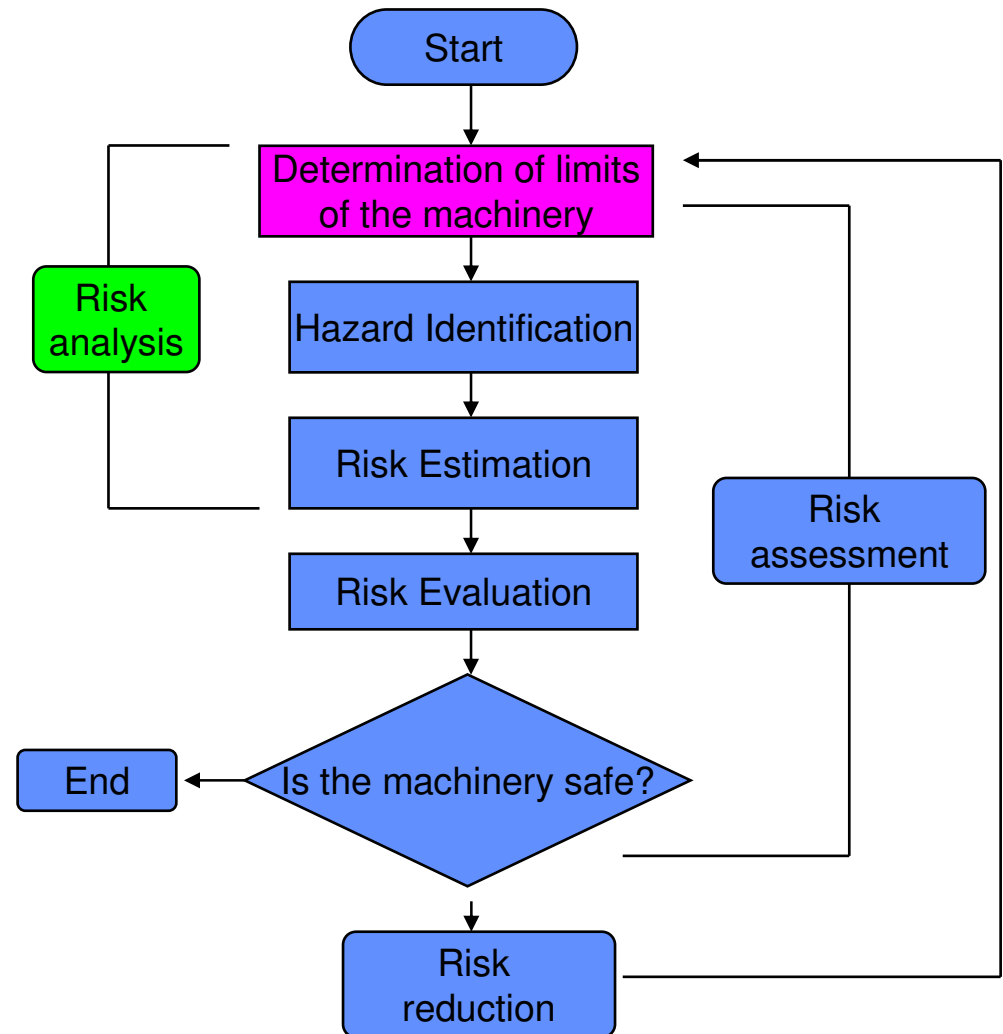 Start
Determination of limits
of the machinery
Risk
analysis
Hazard Identification
Risk Estimation
Risk
assessment
Risk Evaluation
End
Is the machinery safe?
Risk
reduction